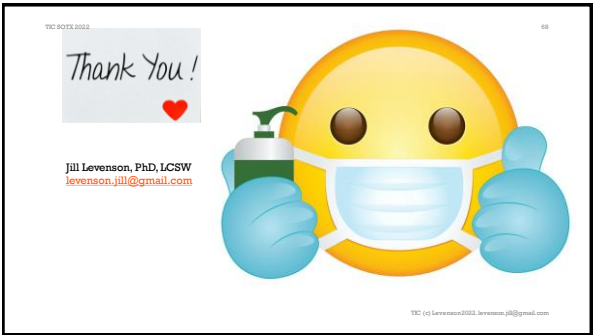 TIC SOTX 2022
68
Thank You !
Jill Levenson, PhD, LCSW
levenson.jill@gmail.com
TIC (c) Levenson2022. levenson.jill@gmail.com